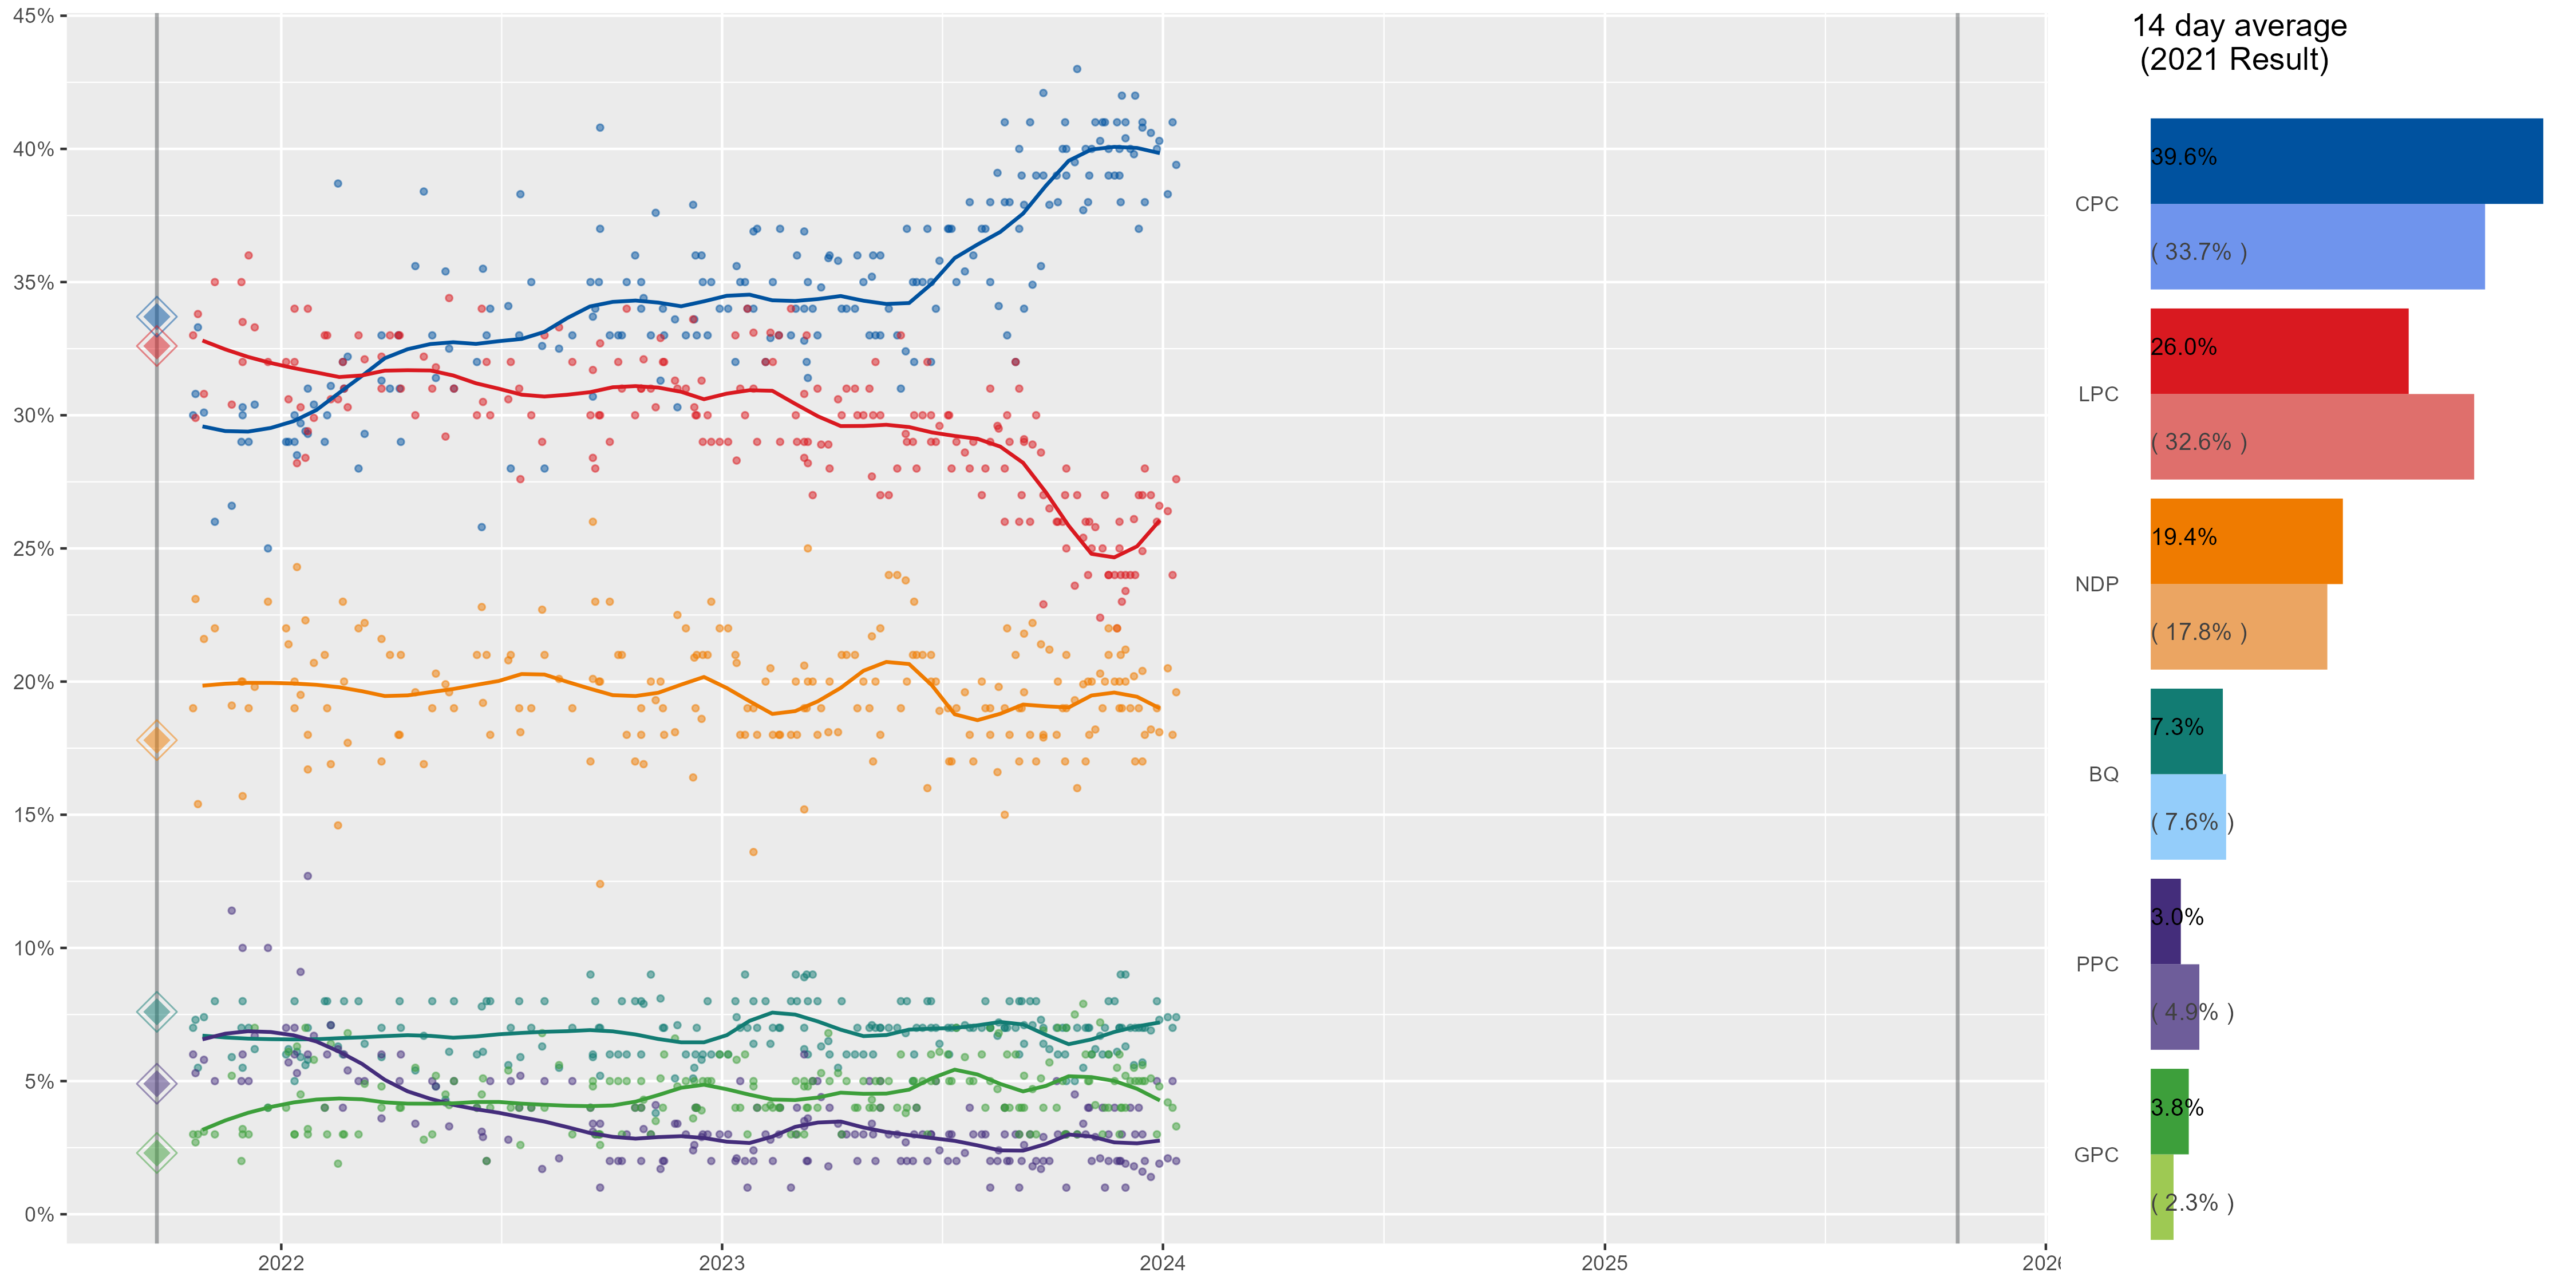 45%
40%
35%
30%
25%
20%
15%
10%
5%
0%
2022
2023
2024
2025
202
14 day average
(2021 Result)
CPC
39.6%
( 33.7% )
LPC
26.0%
( 32.6% )
NDP
19.4%
( 17.8% )
BQ
7.3%
( 7.6% )
PPC
3.0%
( 4.9% )
GPC
3.8%
( 2.3% )